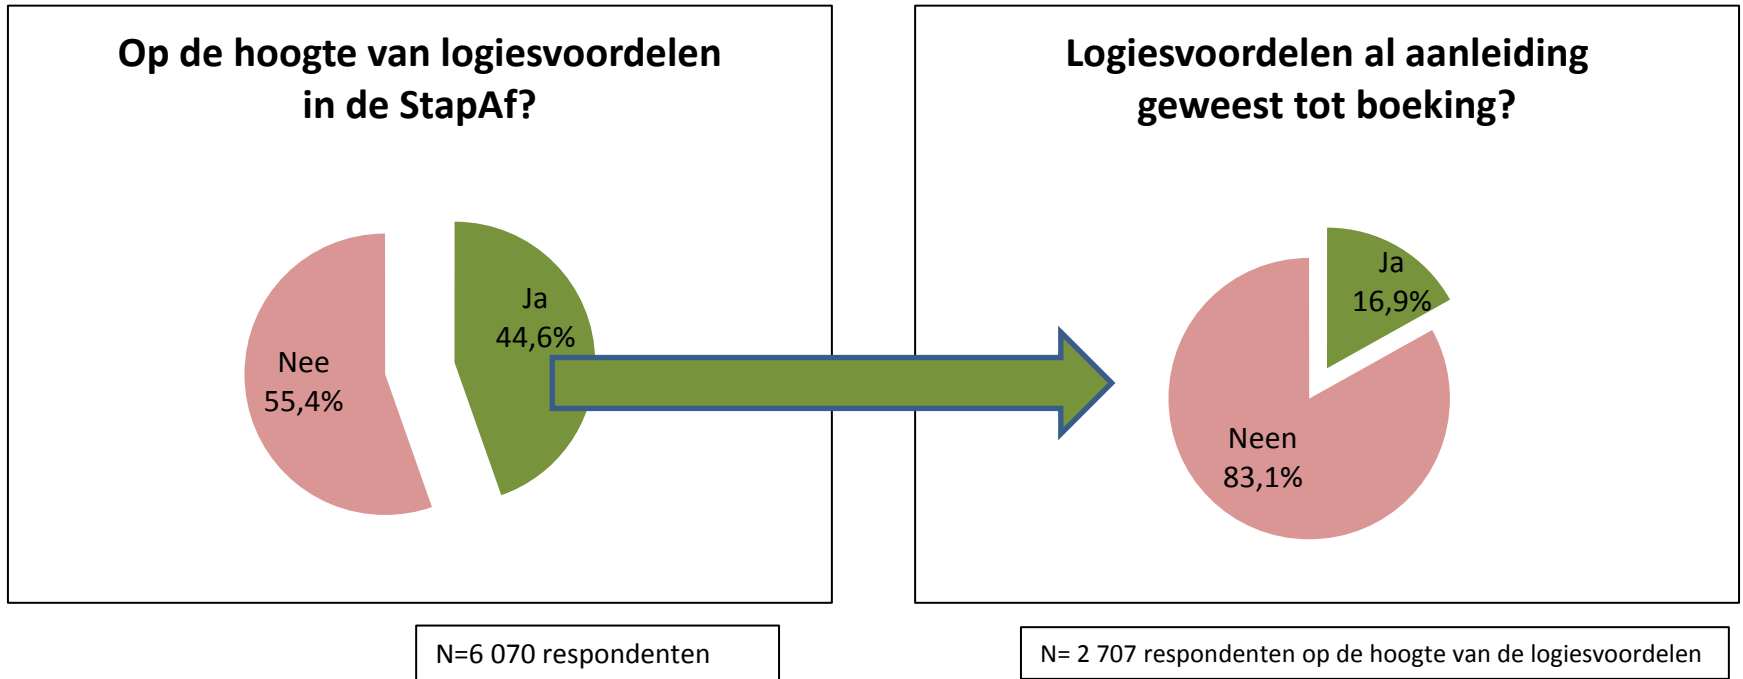 Op de hoogte van logiesvoordelen
in de StapAf?
Ja
44,6%
Nee
55,4%
N=6 070 respondenten
Logiesvoordelen al aanleiding
geweest tot boeking?
Ja
16,9%
Neen
83,1%
N= 2 707 respondenten op de hoogte van de logiesvoordelen